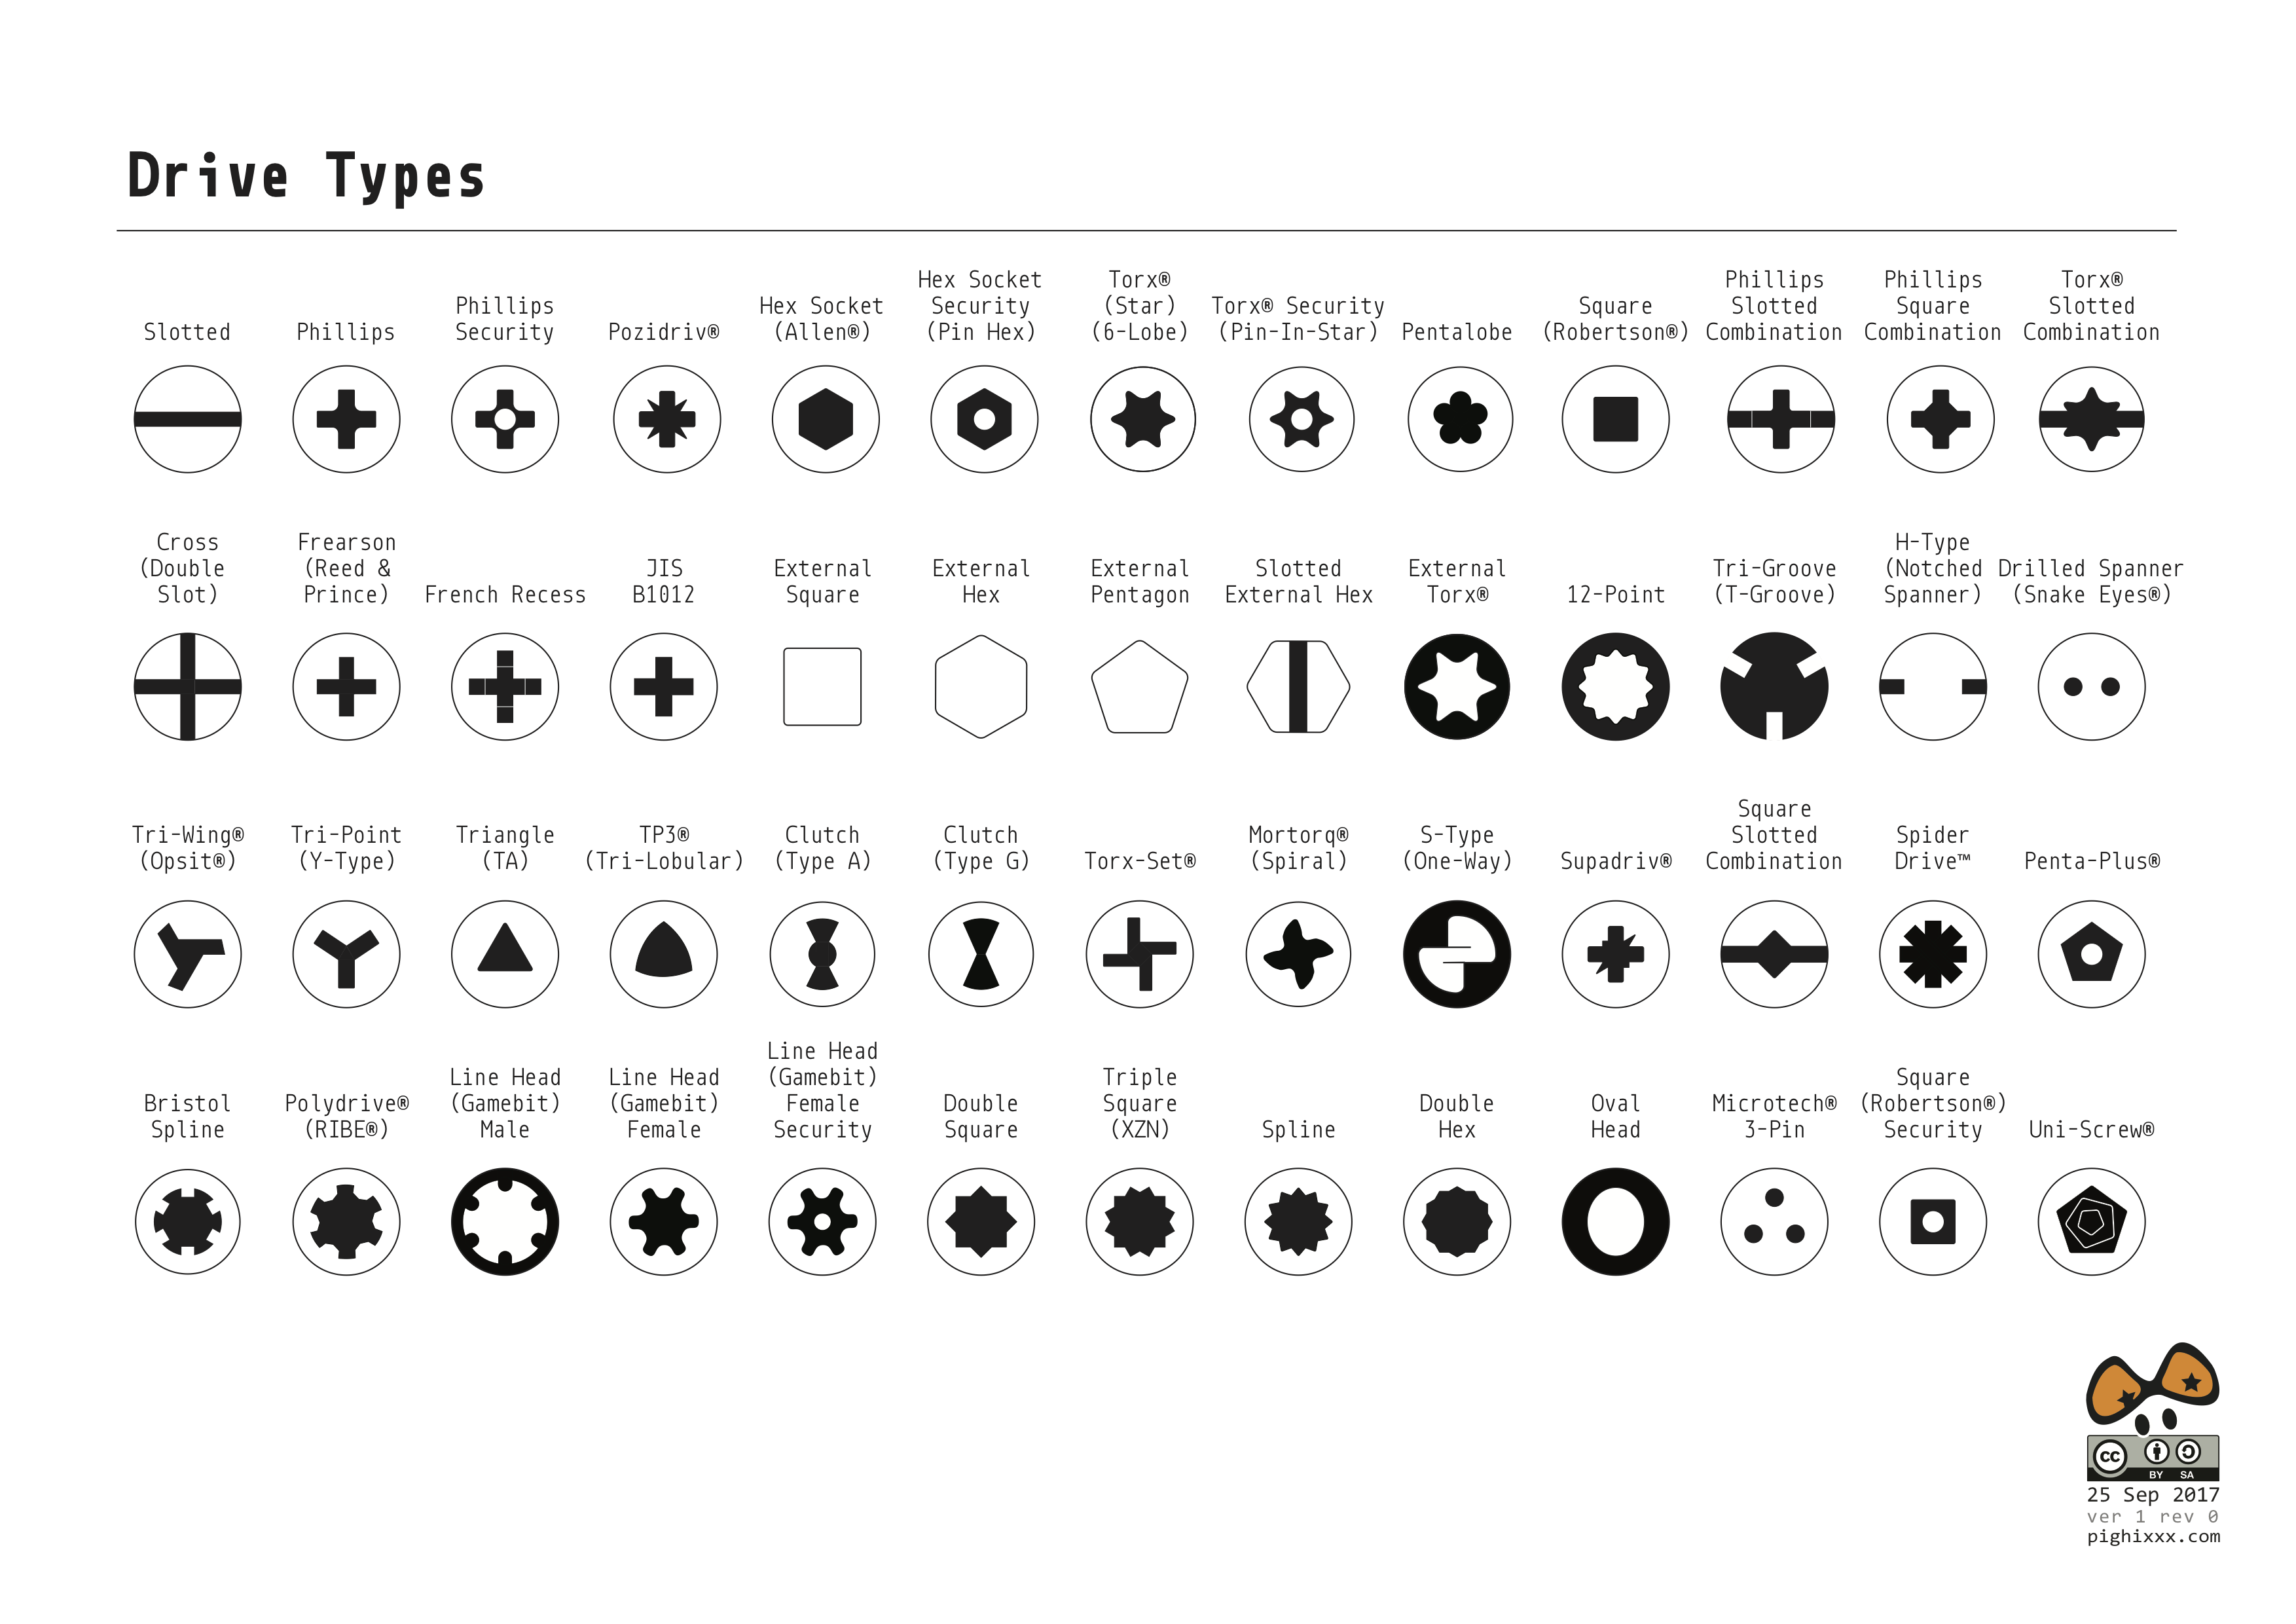 Drive Types
Slotted
Phillips
Phillips
Security
Pozidriv®
Hex Socket
(Allen®)
Hex Socket
Security
(Pin Hex)
Torx®
(Star)
(6-Lobe)
Torx® Security
(Pin-In-Star)
Pentalobe
Square
(Robertson®)
Phillips
Slotted
Combination
Phillips
Square
Combination
Torx®
Slotted
Combination
Cross
(Double
Slot)
Frearson
(Reed &
Prince)
French Recess
JIS
B1012
External
Square
External
Hex
External
Pentagon
Slotted
External Hex
External
Torx®
12-Point
Tri-Groove
(T-Groove)
H-Type
(Notched
Spanner)
Drilled Spanner
(Snake Eyes®)
Tri-Wing®
(Opsit®)
Tri-Point
(Y-Type)
Triangle
(TA)
TP3®
(Tri-Lobular)
Clutch
(Type A)
Clutch
(Type G)
Torx-Set®
Mortorq®
(Spiral)
S-Type
(One-Way)
Supadriv®
Square
Slotted
Combination
Spider
Drive™
Penta-Plus®
Bristol
Spline
Polydrive®
(RIBE®)
Line Head
(Gamebit)
Male
Line Head
(Gamebit)
Female
Line Head
(Gamebit)
Female
Security
Double
Square
Triple
Square
(XZN)
Spline
Double
Hex
Oval
Head
Microtech®
3-Pin
Square
(Robertson®)
Security
Uni-Screw®
cc
BY SA
25 Sep 2017
ver 1 rev 0
pighixxx.com